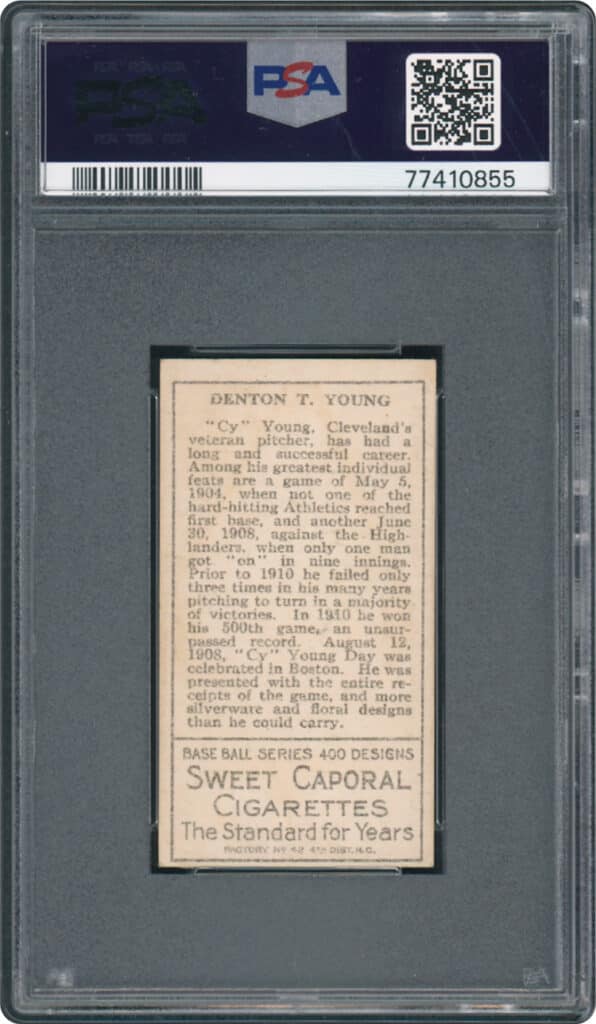 PSA
77410855
DENTON T. YOUNG
"Cy" Young, Cleveland's
veteran pitcher, has had a
long and successful career.
Among his greatest individual
feats are a game of May 5,
1904, when not one of the
hard-hitting Athletics reached
first base, and another June
30, 1908, against the High-
landers, when only one man
got "on" in nine innings.
Prior to 1910 he failed only
three times in his many years
pitching to turn in a majority
of victories. In 1910 he won
his 500th game, an unsur-
passed record. August 12,
1908, "Cy" Young Day was
celebrated in Boston. He was
presented with the entire re-
ceipts of the game, and more
silverware and floral designs
than he could carry.
BASE BALL SERIES 400 DESIGNS
SWEET CAPORAL
CIGARETTES
The Standard for Years
FACTORY No 42 4TH DIST. N.C.